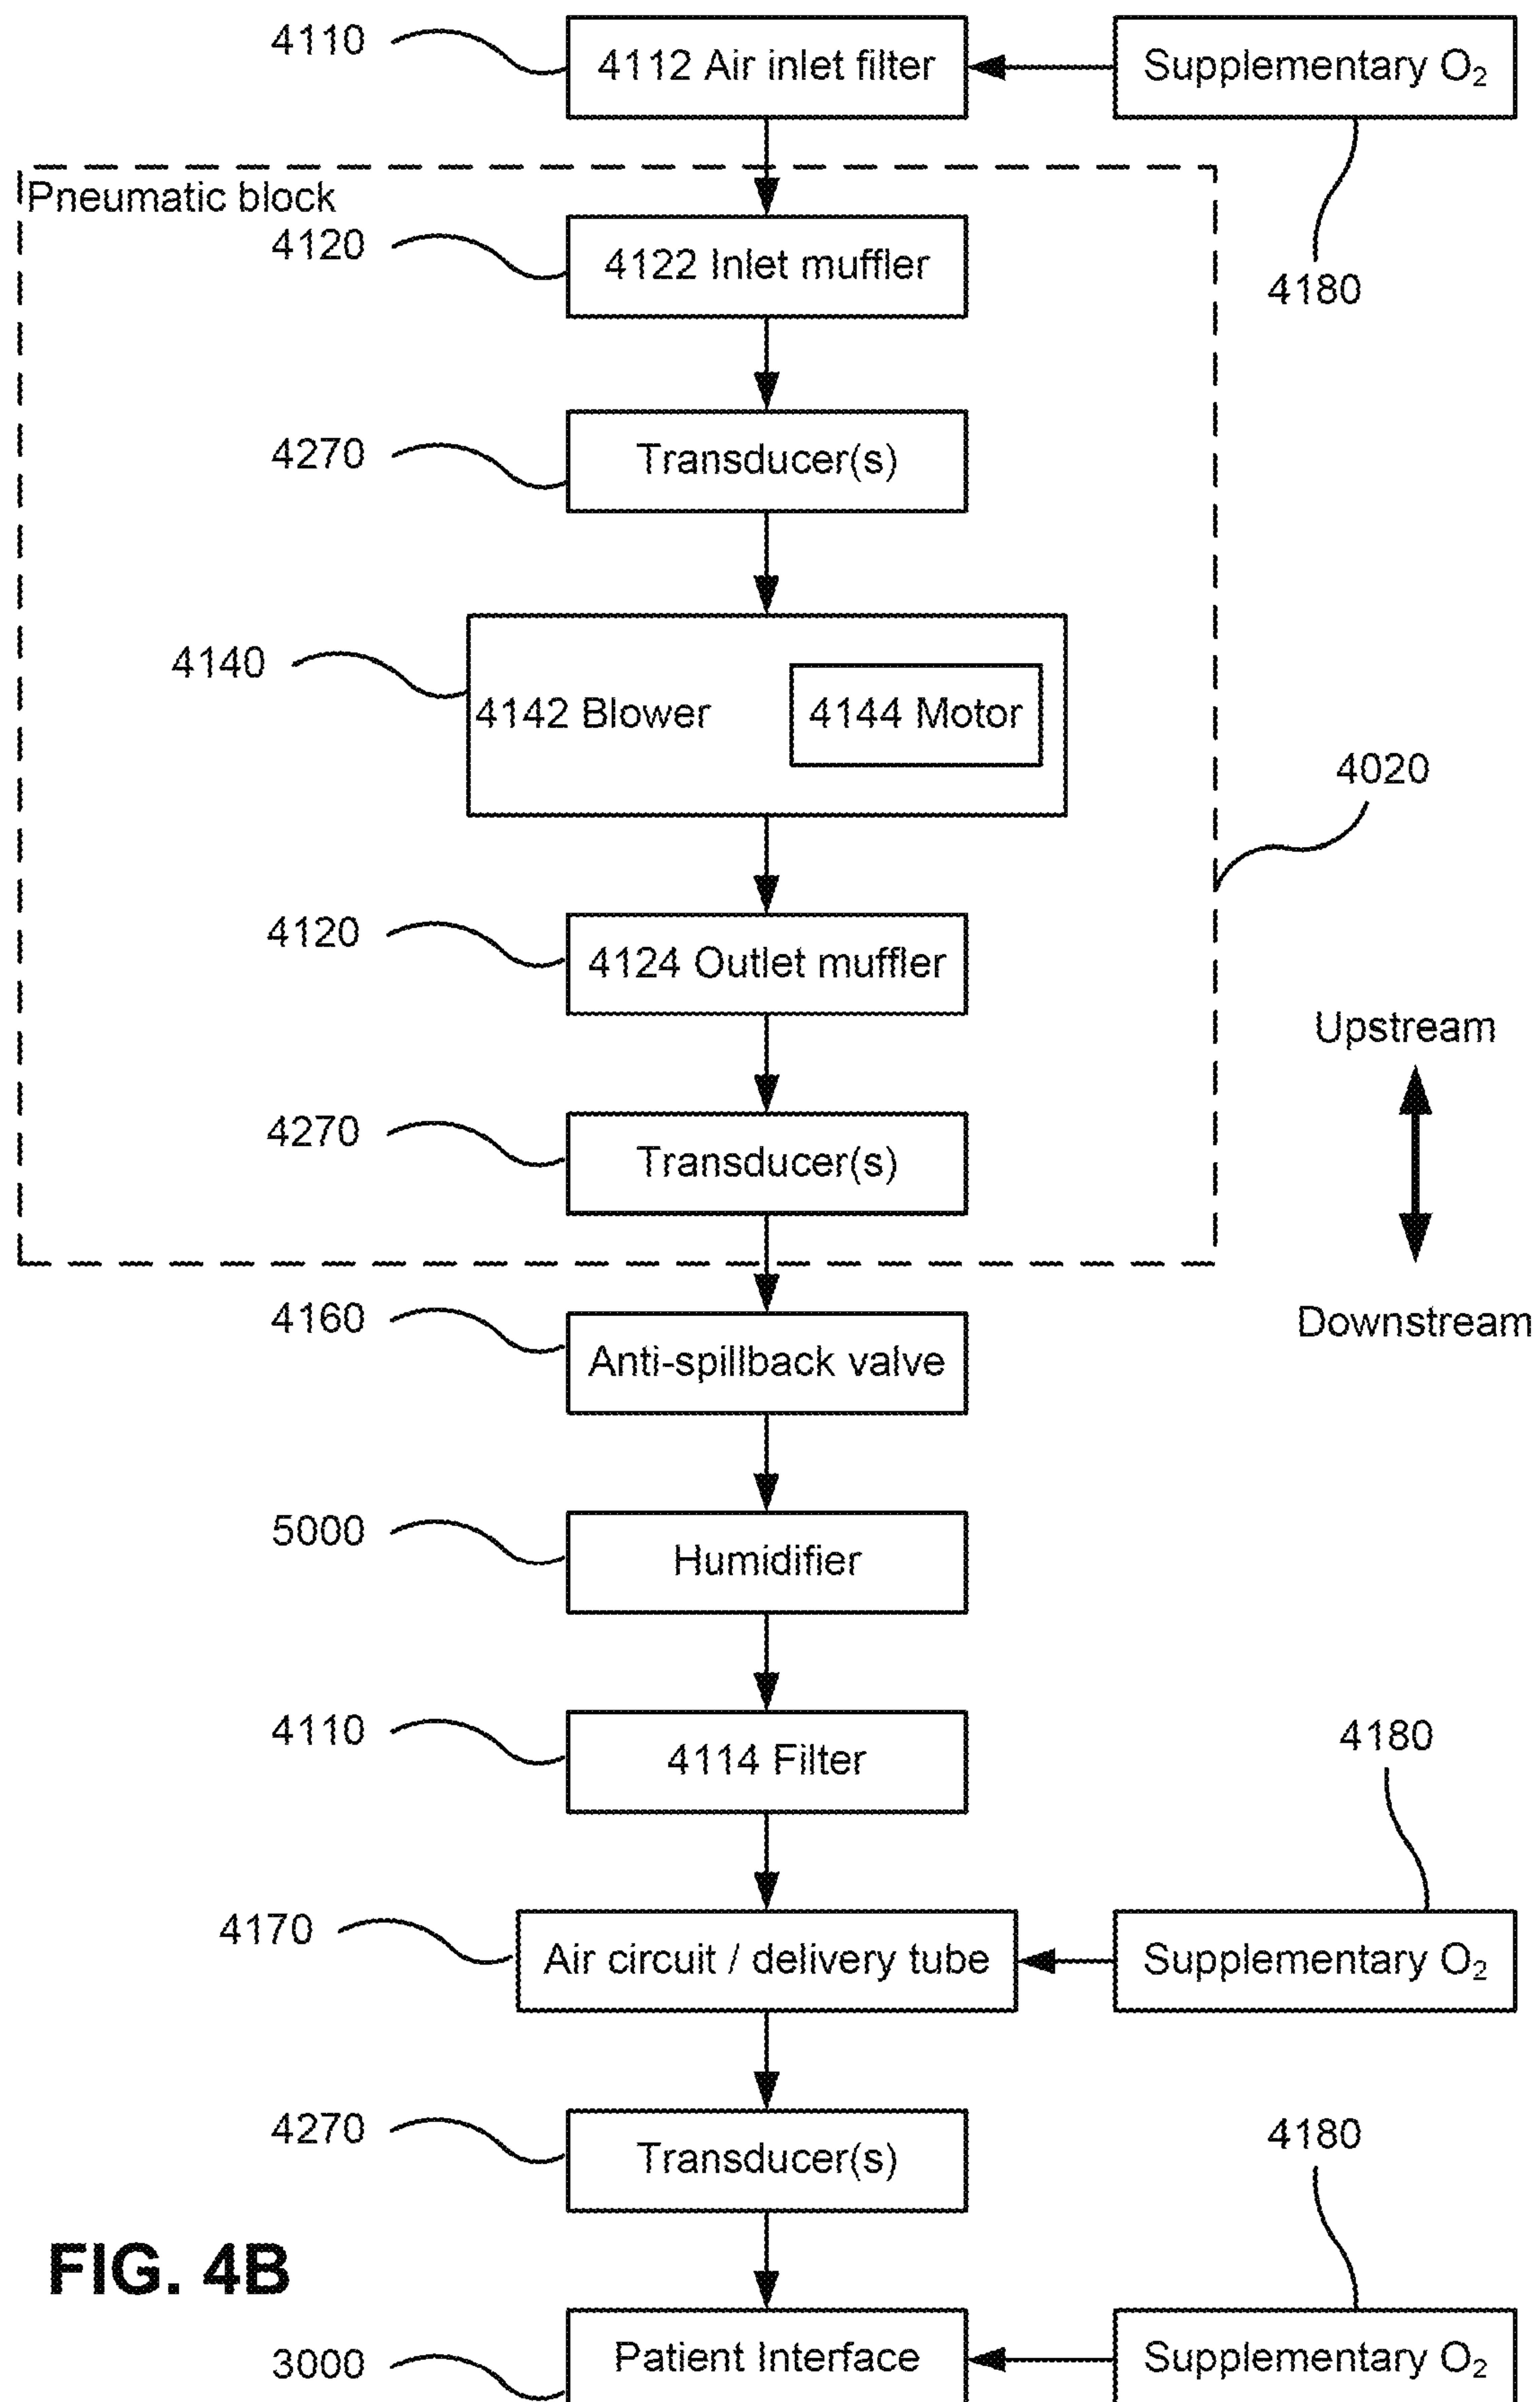 4110
4112 Air inlet filter
Supplementary O₂
Pneumatic block
4120
4122 Inlet muffler
4180
4270
Transducer(s)
4140
4142 Blower
4144 Motor
4020
4120
4124 Outlet muffler
Upstream
4270
Transducer(s)
4160
Anti-spillback valve
Downstream
5000
Humidifier
4110
4114 Filter
4180
4170
Air circuit / delivery tube
Supplementary O₂
4270
Transducer(s)
4180
FIG. 4B
3000
Patient Interface
Supplementary O₂